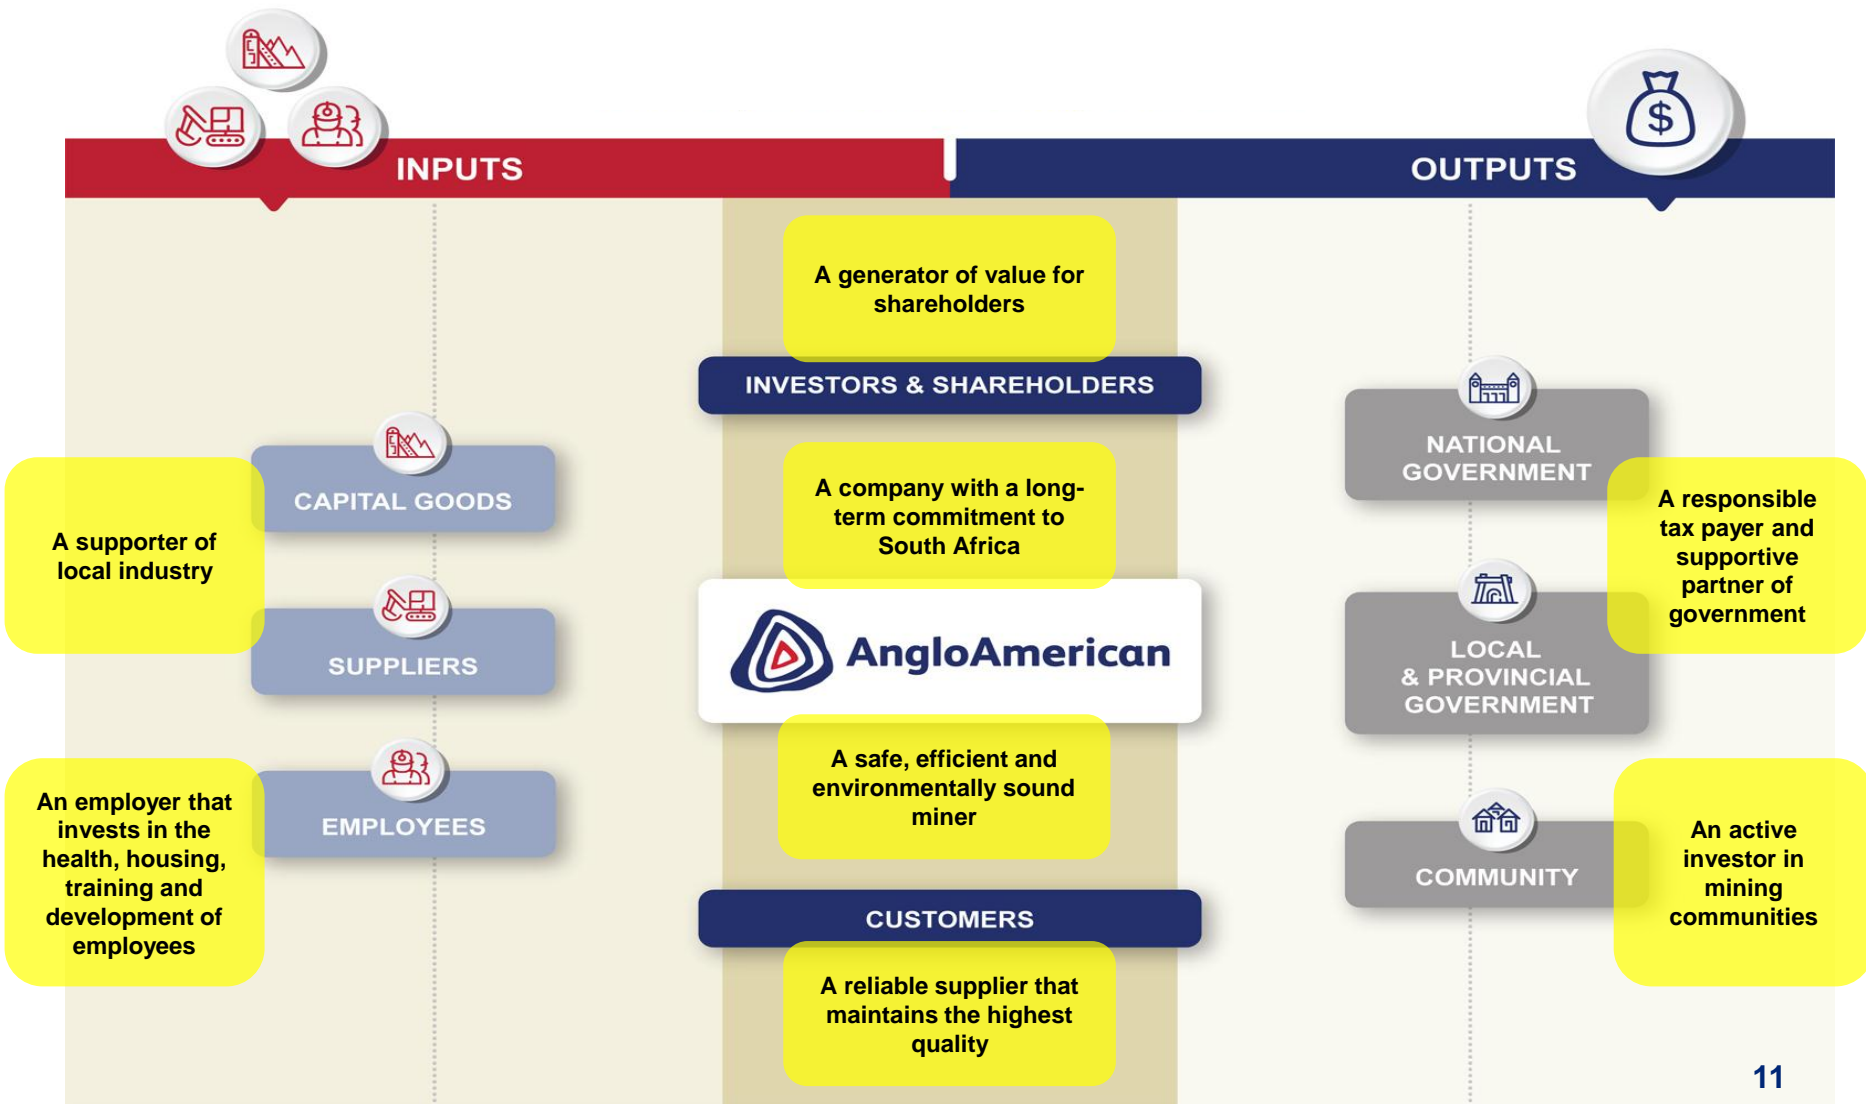 INPUTS
OUTPUTS
$
A generator of value for
shareholders
INVESTORS & SHAREHOLDERS
A company with a long-
term commitment to
South Africa
AngloAmerican
A safe, efficient and
environmentally sound
miner
CUSTOMERS
A reliable supplier that
maintains the highest
quality
CAPITAL GOODS
A supporter of
local industry
SUPPLIERS
An employer that
invests in the
health, housing,
training and
development of
employees
EMPLOYEES
NATIONAL
GOVERNMENT
A responsible
tax payer and
supportive
partner of
government
LOCAL
& PROVINCIAL
GOVERNMENT
COMMUNITY
An active
investor in
mining
communities
11